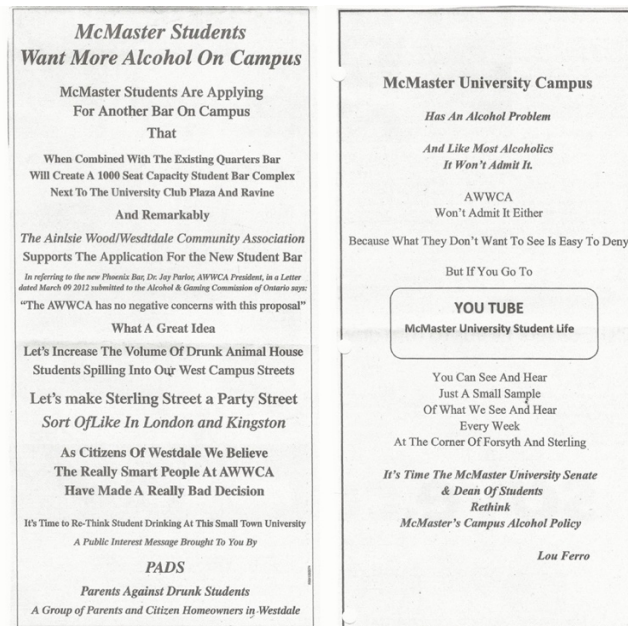 McMaster Students
Want More Alcohol On Campus
McMaster Students Are Applying
For Another Bar On Campus
That
When Combined With The Existing Quarters Bar
Will Create A 1000 Seat Capacity Student Bar Complex
Next To The University Club Plaza And Ravine
And Remarkably
The Ainlsie Wood/Wesdtdale Community Association
Supports The Application For the New Student Bar
In referring to the new Phoenix Bar, Dr. Jay Parlor, AWWCA President, in a Letter
dated March 09 2012 submitted to the Alcohol & Gaming Commission of Ontario says:
“The AWWCA has no negative concerns with this proposal”
What A Great Idea
Let’s Increase The Volume Of Drunk Animal House
Students Spilling Into Our West Campus Streets
Let’s make Sterling Street a Party Street
Sort OfLike In London and Kingston
As Citizens Of Westdale We Believe
The Really Smart People At AWWCA
Have Made A Really Bad Decision
It’s Time to Re-Think Student Drinking At This Small Town University
A Public Interest Message Brought To You By
PADS
Parents Against Drunk Students
A Group of Parents and Citizen Homeowners in Westdale
McMaster University Campus
Has An Alcohol Problem
And Like Most Alcoholics
It Won’t Admit It.
AWWCA
Won’t Admit It Either
Because What They Don’t Want To See Is Easy To Deny
But If You Go To
YOU TUBE
McMaster University Student Life
You Can See And Hear
Just A Small Sample
Of What We See And Hear
Every Week
At The Corner Of Forsyth And Sterling
It’s Time The McMaster University Senate
& Dean Of Students
Rethink
McMaster’s Campus Alcohol Policy
Lou Ferro